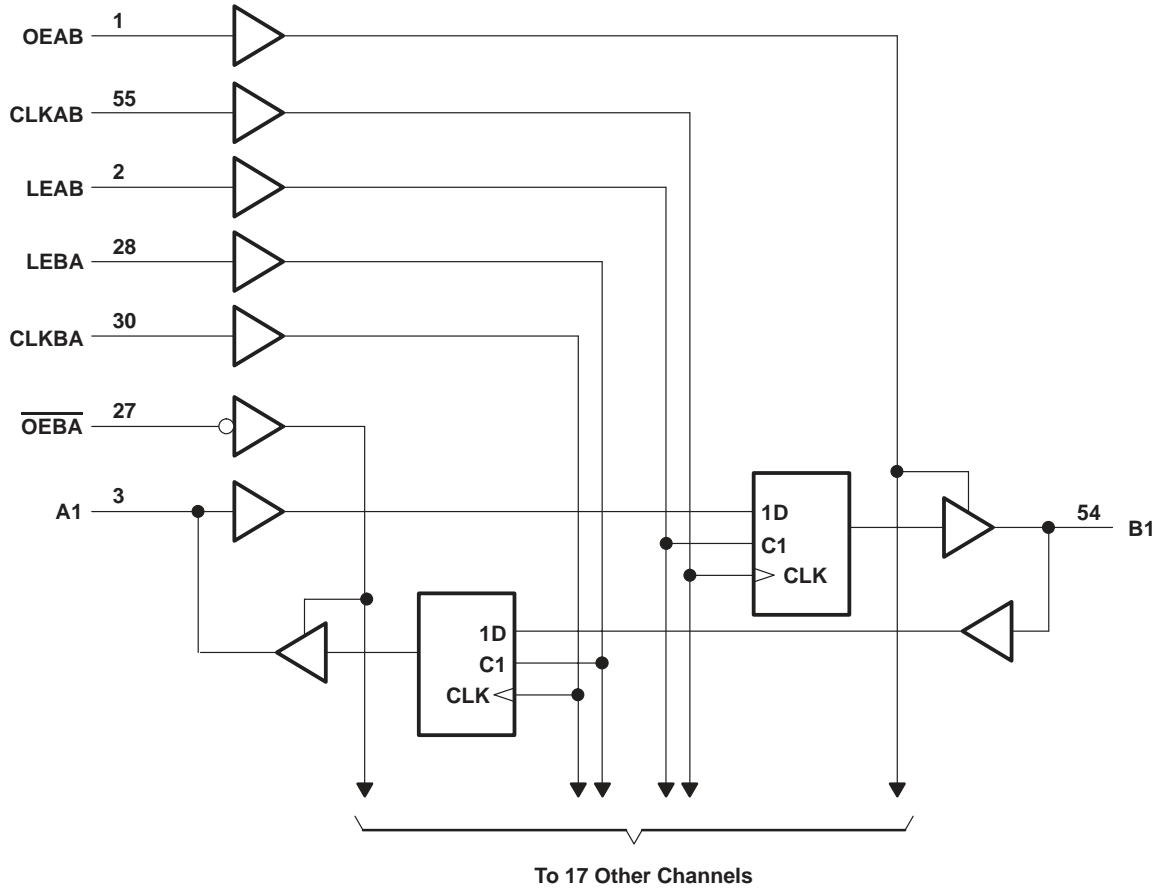 OEAB 1
CLKAB 55
LEAB 2
LEBA 28
CLKBA 30
OEBA 27
A1 3
1D
C1
CLK
54 B1
1D
C1
CLK
To 17 Other Channels